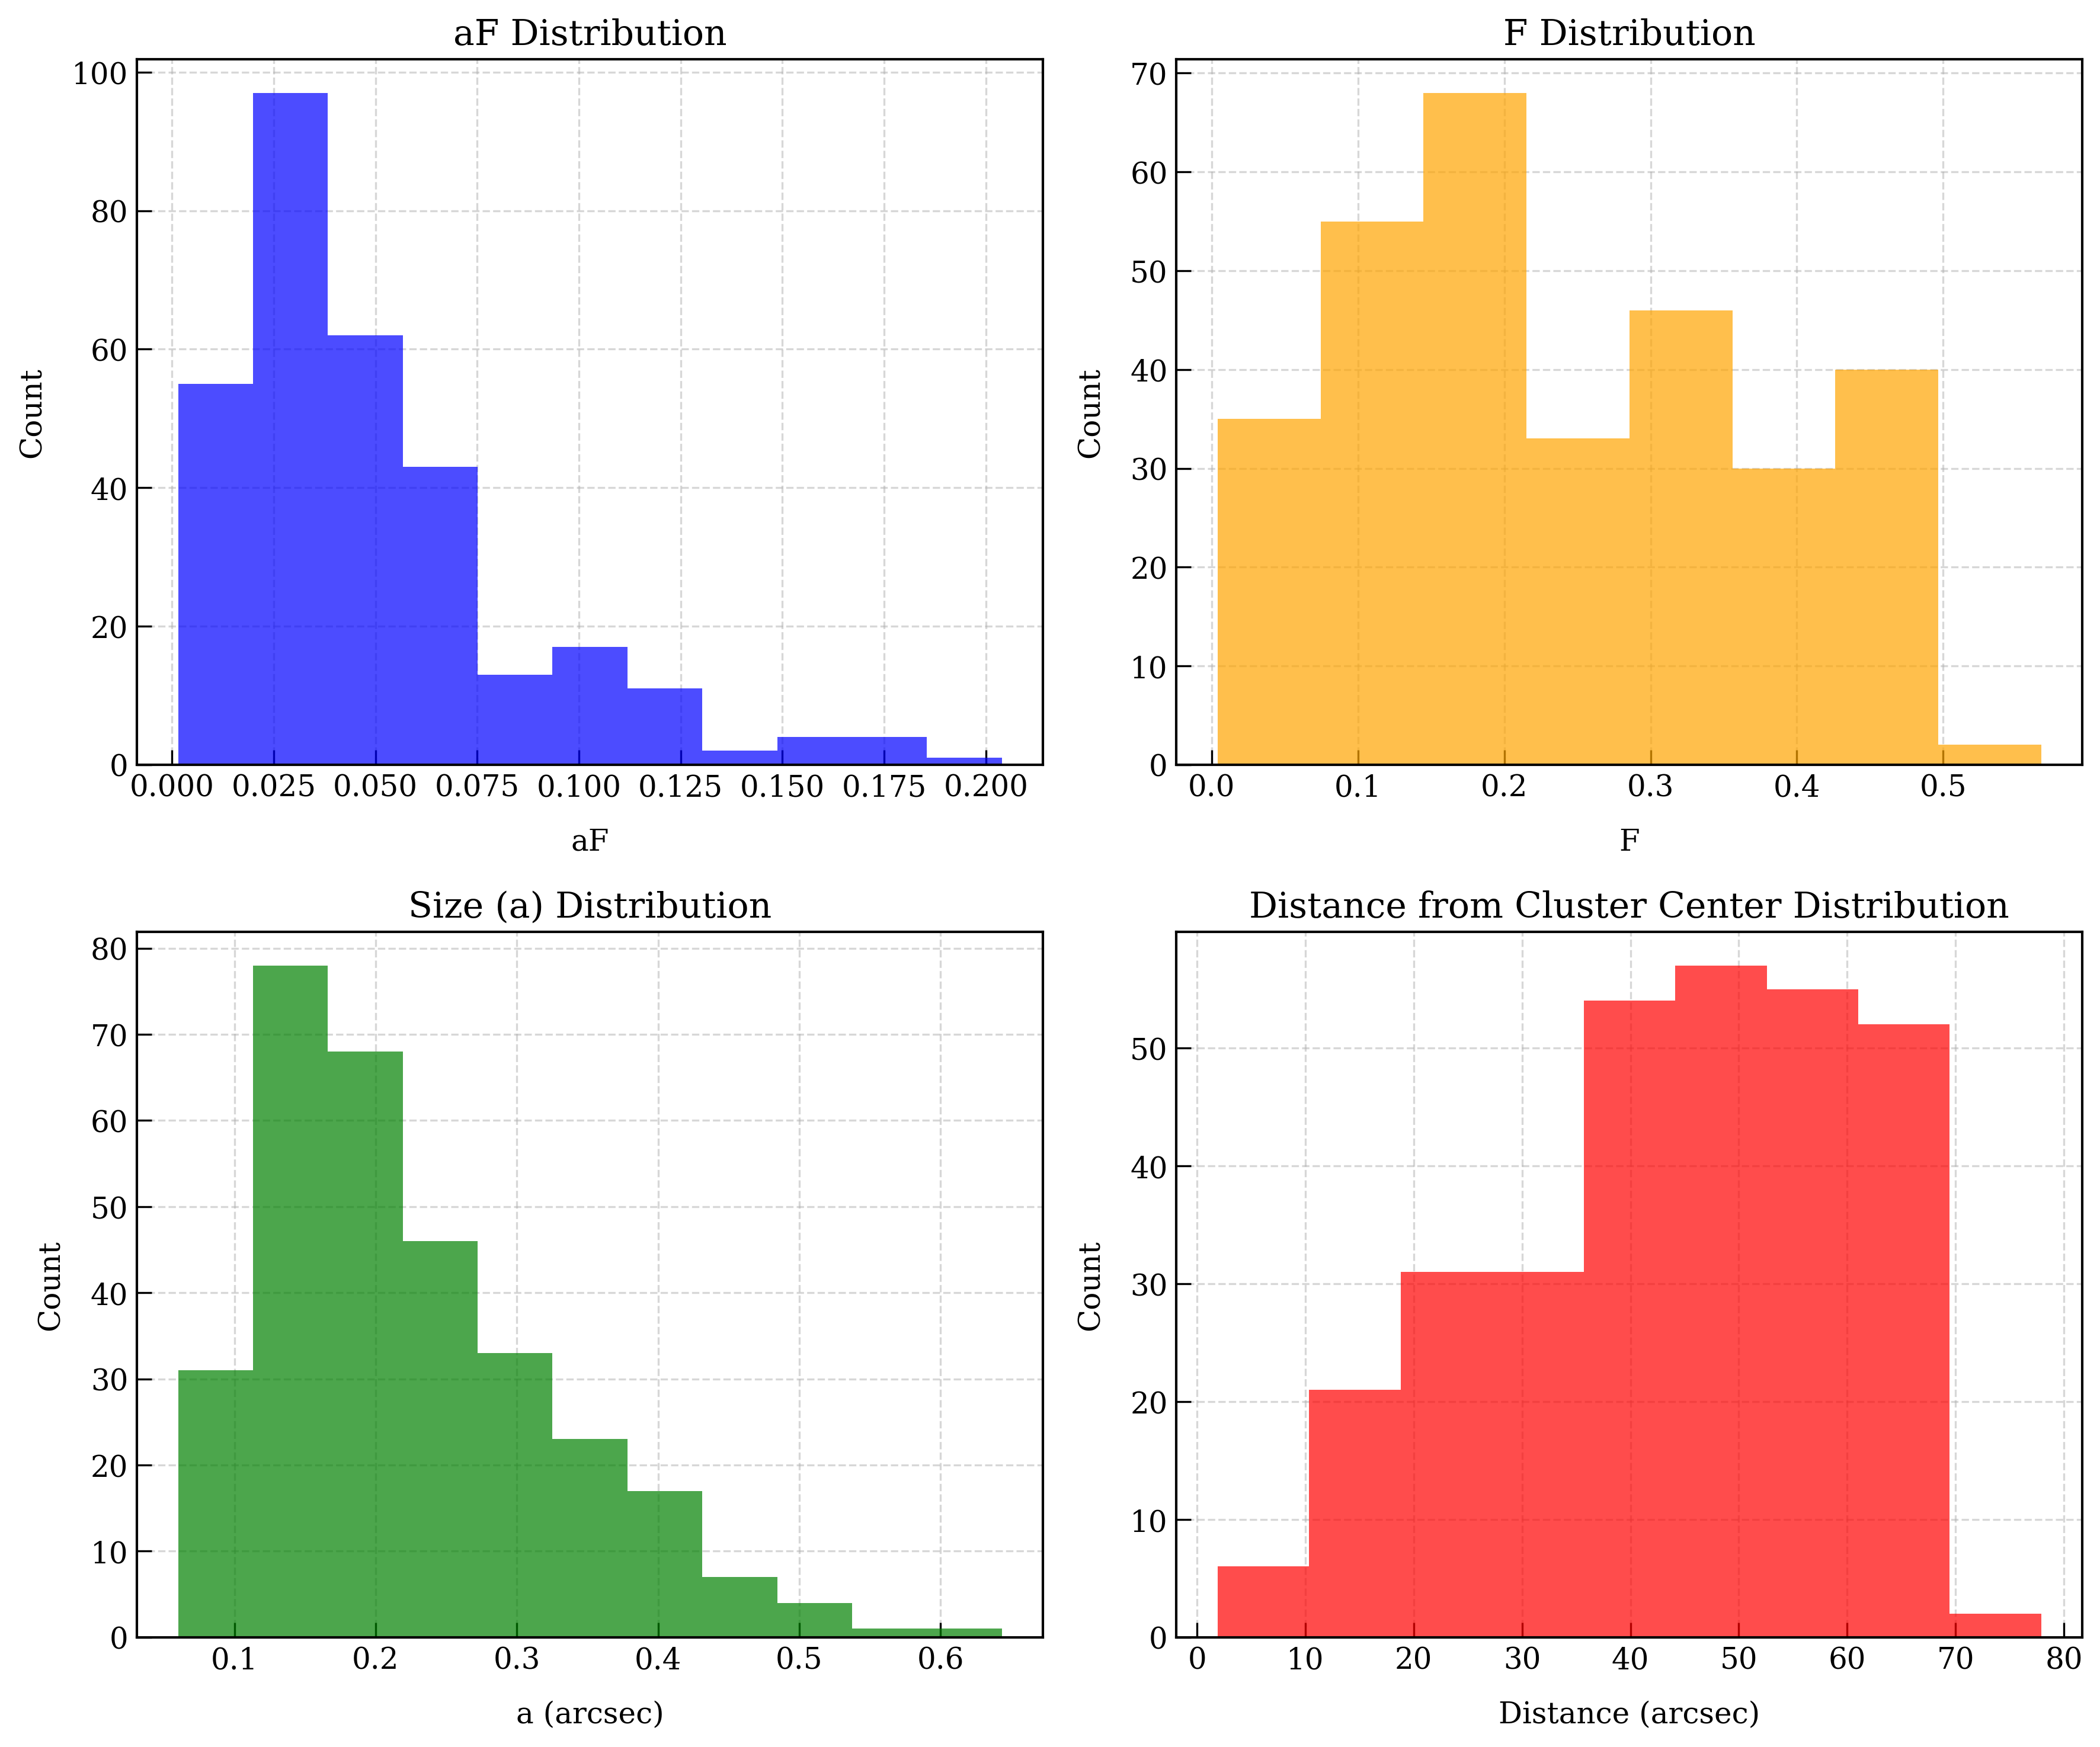 aF Distribution
100
80
60
40
20
0
Count
0.000 0.025 0.050 0.075 0.100 0.125 0.150 0.175 0.200
aF
F Distribution
70
60
50
40
30
20
10
0
Count
0.0 0.1 0.2 0.3 0.4 0.5
F
Size (a) Distribution
80
70
60
50
40
30
20
10
0
Count
0.1 0.2 0.3 0.4 0.5 0.6
a (arcsec)
Distance from Cluster Center Distribution
50
40
30
20
10
0
Count
0 10 20 30 40 50 60 70 80
Distance (arcsec)